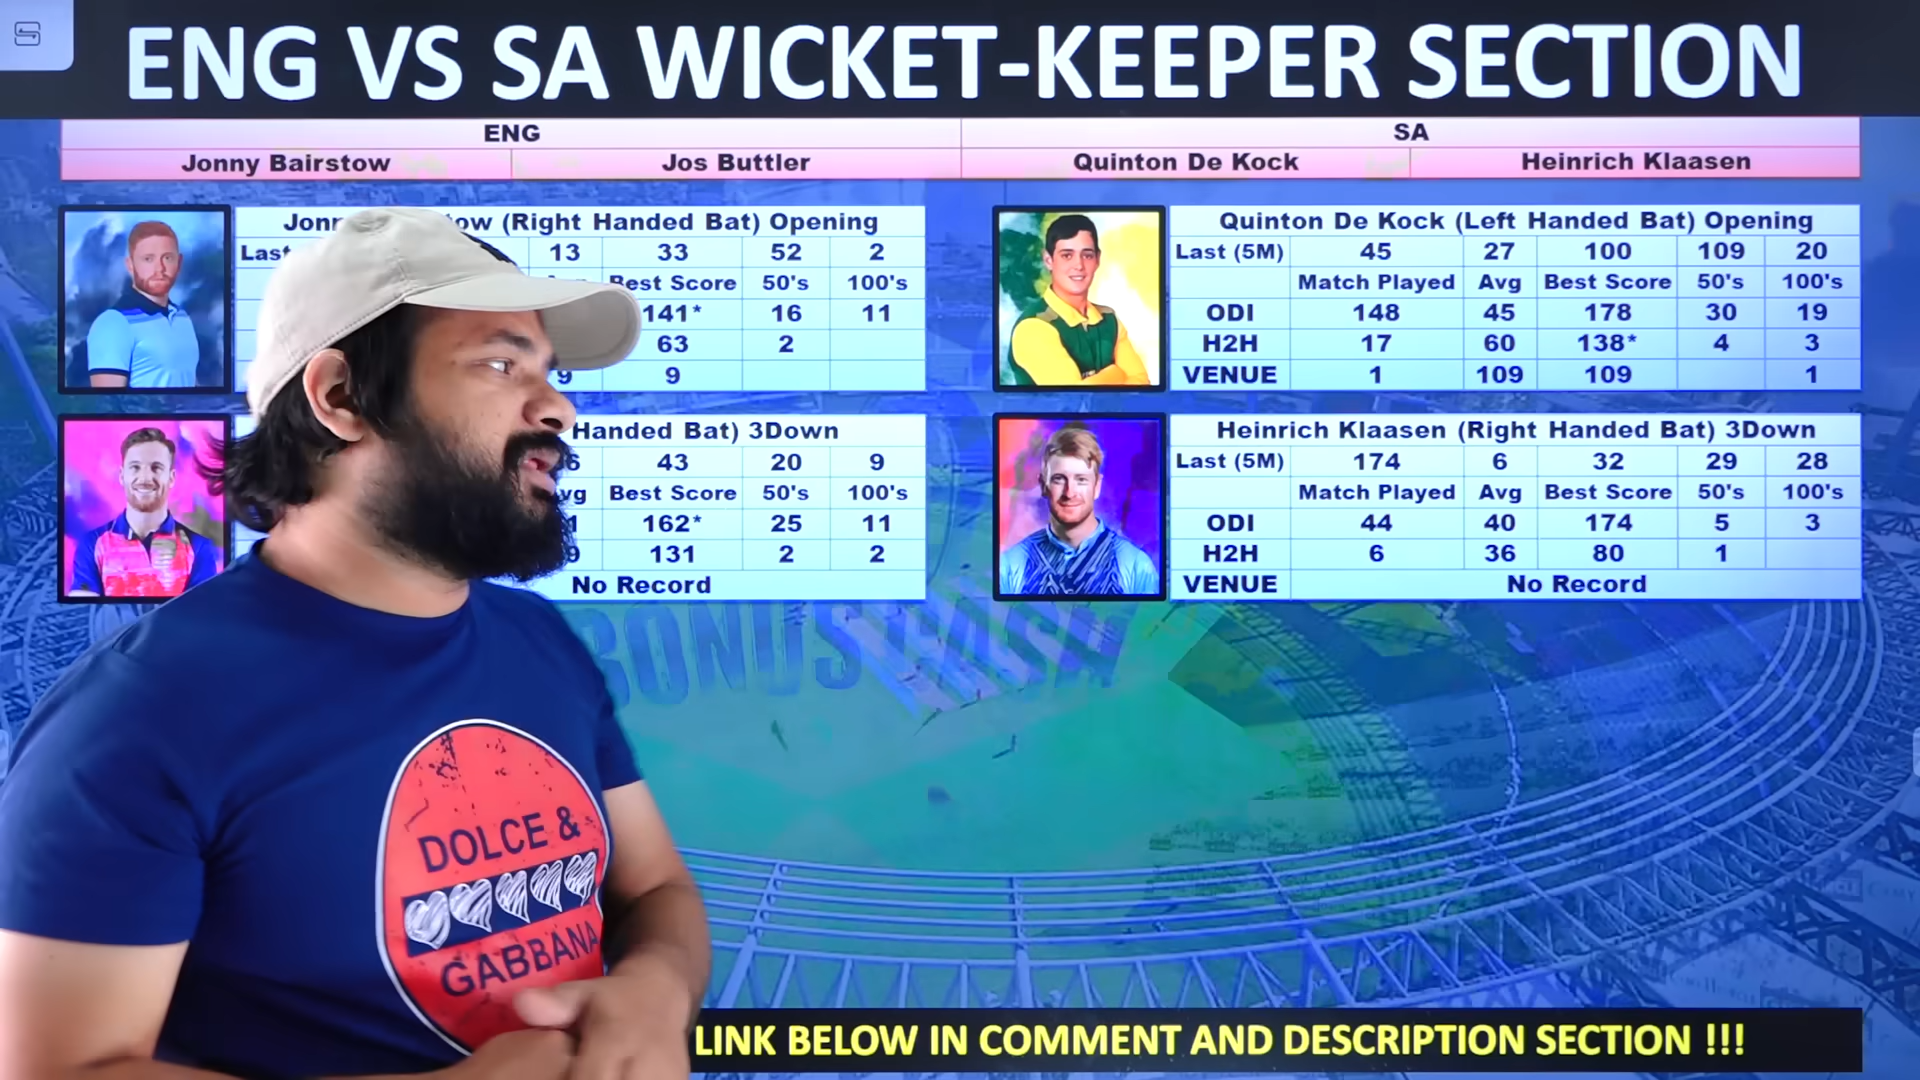 ENG VS SA WICKET-KEEPER SECTION
ENG SA
Jonny Bairstow Jos Buttler Quinton De Kock Heinrich Klaasen
(Right Handed Bat) Opening
Last 13 33 52 2
Best Score 50's 100's
141* 16 11
63 2
9 9
Handed Bat) 3Down
43 20 9
Best Score 50's 100's
162* 25 11
131 2 2
No Record
Quinton De Kock (Left Handed Bat) Opening
Last (5M) 45 27 100 109 20
Match Played Avg Best Score 50's 100's
ODI 148 45 178 30 19
H2H 17 60 138* 4 3
VENUE 1 109 109 1
Heinrich Klaasen (Right Handed Bat) 3Down
Last (5M) 174 6 32 29 28
Match Played Avg Best Score 50's 100's
ODI 44 40 174 5 3
H2H 6 36 80 1
VENUE No Record
BONUS CASH
DOLCE &
GABBANA
LINK BELOW IN COMMENT AND DESCRIPTION SECTION !!!